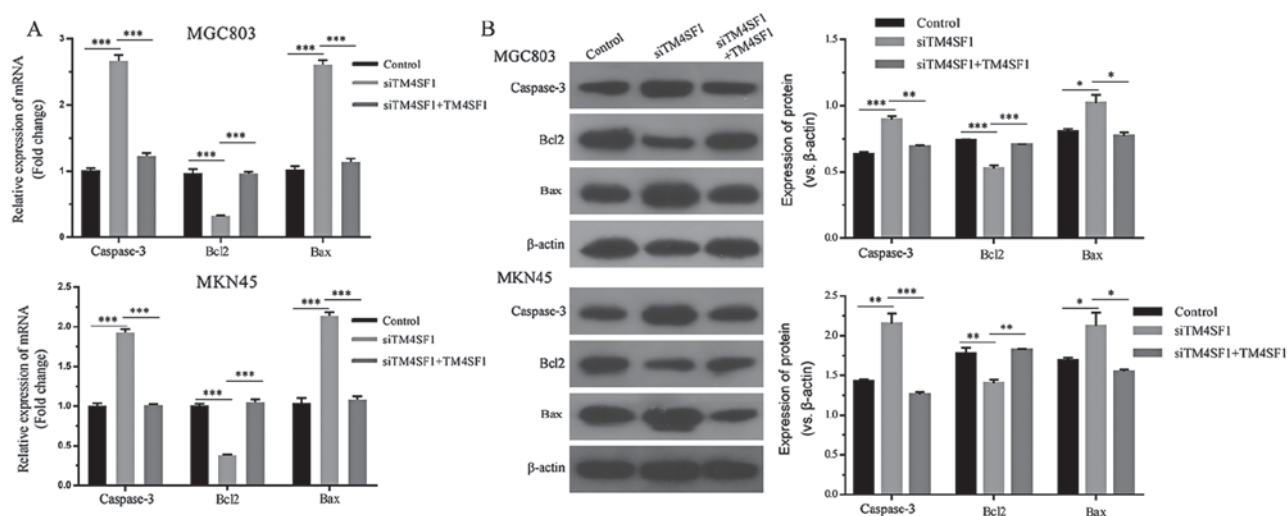 A
MGC803
Relative expression of mRNA
(Fold change)
3
2
1
0
*** ***
*** ***
*** ***
Caspase-3 Bcl2 Bax
Control
siTM4SF1
siTM4SF1+TM4SF1
MKN45
Relative expression of mRNA
(Fold change)
2.5
2.0
1.5
1.0
0.5
0.0
*** ***
*** ***
*** ***
Caspase-3 Bcl2 Bax
Control
siTM4SF1
siTM4SF1+TM4SF1
B
MGC803
Control
siTM4SF1
siTM4SF1
+TM4SF1
Caspase-3
Bcl2
Bax
β-actin
MKN45
Caspase-3
Bcl2
Bax
β-actin
Control
siTM4SF1
siTM4SF1+TM4SF1
Expression of protein
(vs. β-actin)
1.5
1.0
0.5
0.0
*** **
*** ***
* *
Caspase-3 Bcl2 Bax
Expression of protein
(vs. β-actin)
2.5
2.0
1.5
1.0
0.5
0.0
** ***
** **
* *
Caspase-3 Bcl2 Bax
Control
siTM4SF1
siTM4SF1+TM4SF1